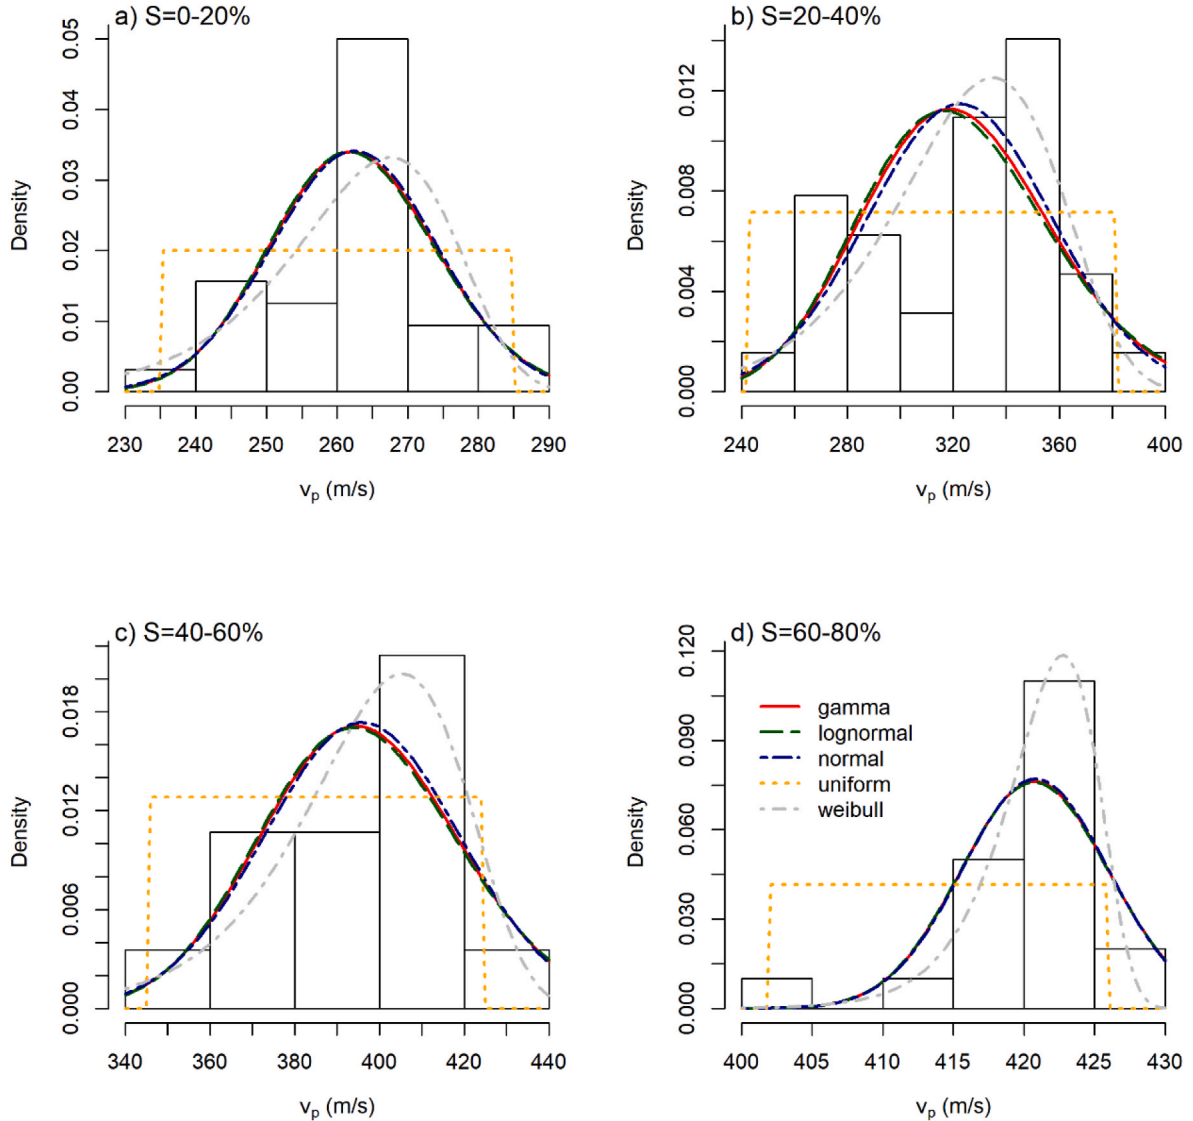 a) S=0-20%
Density
0.00 0.01 0.02 0.03 0.04 0.05
230 240 250 260 270 280 290
vₚ (m/s)
b) S=20-40%
Density
0.000 0.004 0.008 0.012
240 280 320 360 400
vₚ (m/s)
c) S=40-60%
Density
0.000 0.006 0.012 0.018
340 360 380 400 420 440
vₚ (m/s)
d) S=60-80%
Density
0.000 0.030 0.060 0.090 0.120
gamma
lognormal
normal
uniform
weibull
400 405 410 415 420 425 430
vₚ (m/s)